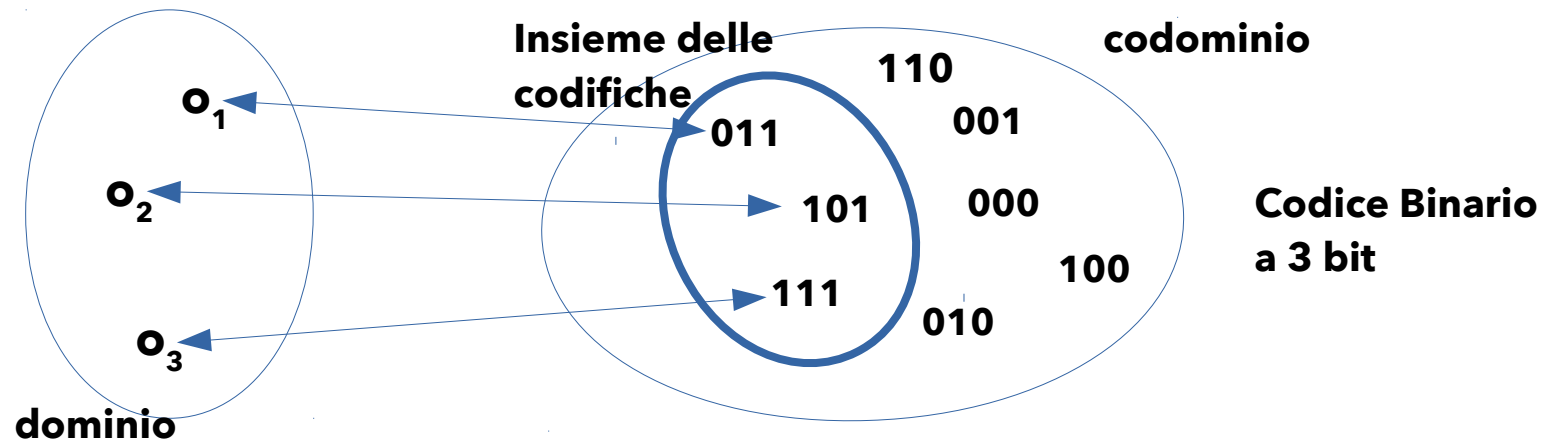 Insieme delle
codifiche
codominio
110
o1
011
001
o2
101
000
Codice Binario
a 3 bit
100
111
010
o3
dominio